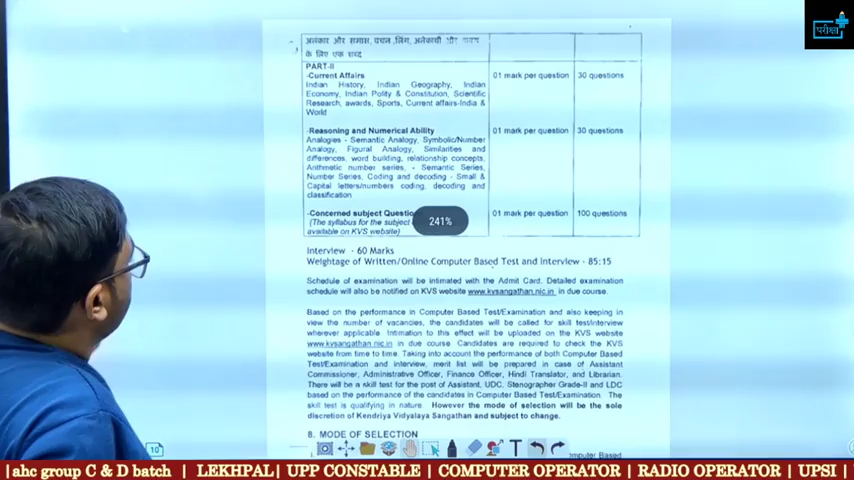 परीक्षा
अलंकार और समास, वचन ,लिंग, अनेकार्थी और वाक्य
के लिए एक शब्द
PART-II
-Current Affairs 01 mark per question 30 questions
Indian History, Indian Geography, Indian
Economy, Indian Polity & Constitution, Scientific
Research, awards, Sports, Current affairs-India &
World
-Reasoning and Numerical Ability 01 mark per question 30 questions
Analogies - Semantic Analogy, Symbolic/Number
Analogy, Figural Analogy, Similarities and
differences, word building, relationship concepts,
Arithmetic number series, - Semantic Series,
Number Series, Coding and decoding - Small &
Capital letters/numbers coding, decoding and
classification
-Concerned subject Questio 01 mark per question 100 questions
241%
(The syllabus for the subject
available on KVS website)
Interview - 60 Marks
Weightage of Written/Online Computer Based Test and Interview - 85:15
Schedule of examination will be intimated with the Admit Card. Detailed examination
schedule will also be notified on KVS website www.kvsangathan.nic.in in due course.
Based on the performance in Computer Based Test/Examination and also keeping in
view the number of vacancies, the candidates will be called for skill test/interview
wherever applicable. Intimation to this effect will be uploaded on the KVS website
www.kvsangathan.nic.in in due course. Candidates are required to check the KVS
website from time to time. Taking into account the performance of both Computer Based
Test/Examination and interview, merit list will be prepared in case of Assistant
Commissioner, Administrative Officer, Finance Officer, Hindi Translator, and Librarian.
There will be a skill test for the post of Assistant, UDC, Stenographer Grade-II and LDC
based on the performance of the candidates in Computer Based Test/Examination. The
skill test is qualifying in nature. However the mode of selection will be the sole
discretion of Kendriya Vidyalaya Sangathan and subject to change.
8. MODE OF SELECTION
mputer Based
10
|ahc group C & D batch | LEKHPAL| UPP CONSTABLE | COMPUTER OPERATOR | RADIO OPERATOR | UPSI |